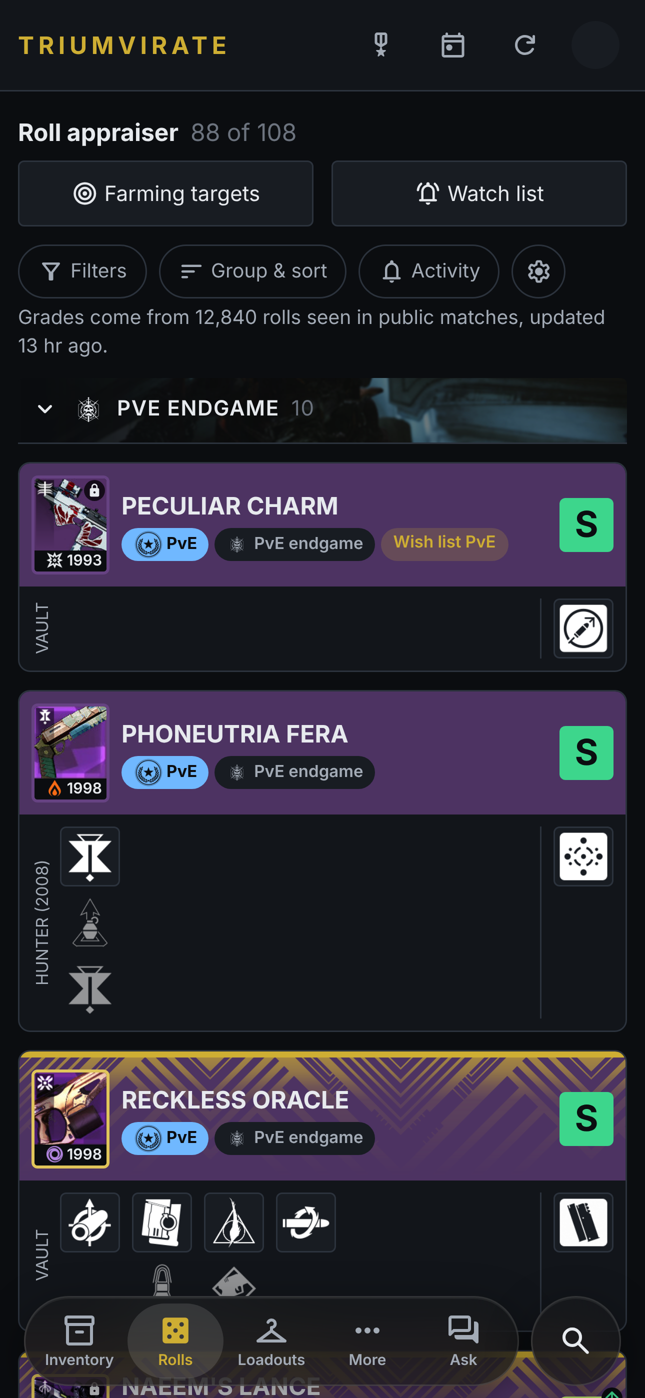 TRIUMVIRATE
Roll appraiser 88 of 108
Farming targets
Watch list
Filters
Group & sort
Activity
Grades come from 12,840 rolls seen in public matches, updated
13 hr ago.
PVE ENDGAME 10
PECULIAR CHARM
PvE
PvE endgame
Wish list PvE
S
1993
VAULT
PHONEUTRIA FERA
PvE
PvE endgame
S
1998
HUNTER (2008)
RECKLESS ORACLE
PvE
PvE endgame
S
1998
VAULT
Inventory
Rolls
Loadouts
More
Ask
NAEEM'S LANCE